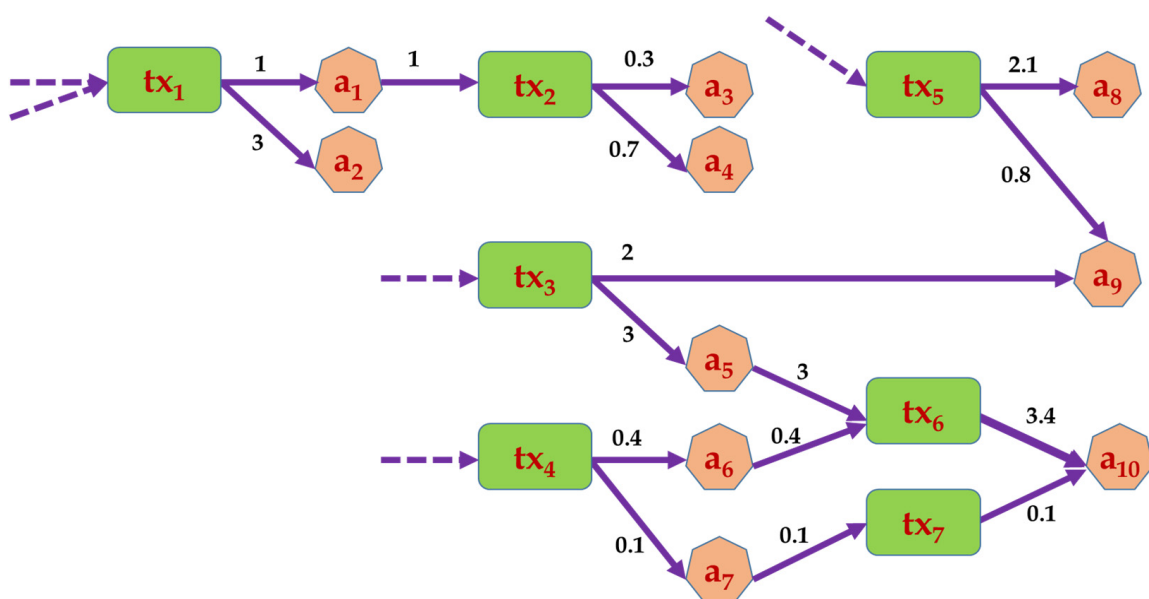 tx1 1 a1 1 tx2 0.3 a3 tx5 2.1 a8
3 a2 0.7 a4 0.8
tx3 2 a9
3 a5 3
tx4 0.4 a6 0.4 tx6 3.4 a10
0.1 a7 0.1 tx7 0.1